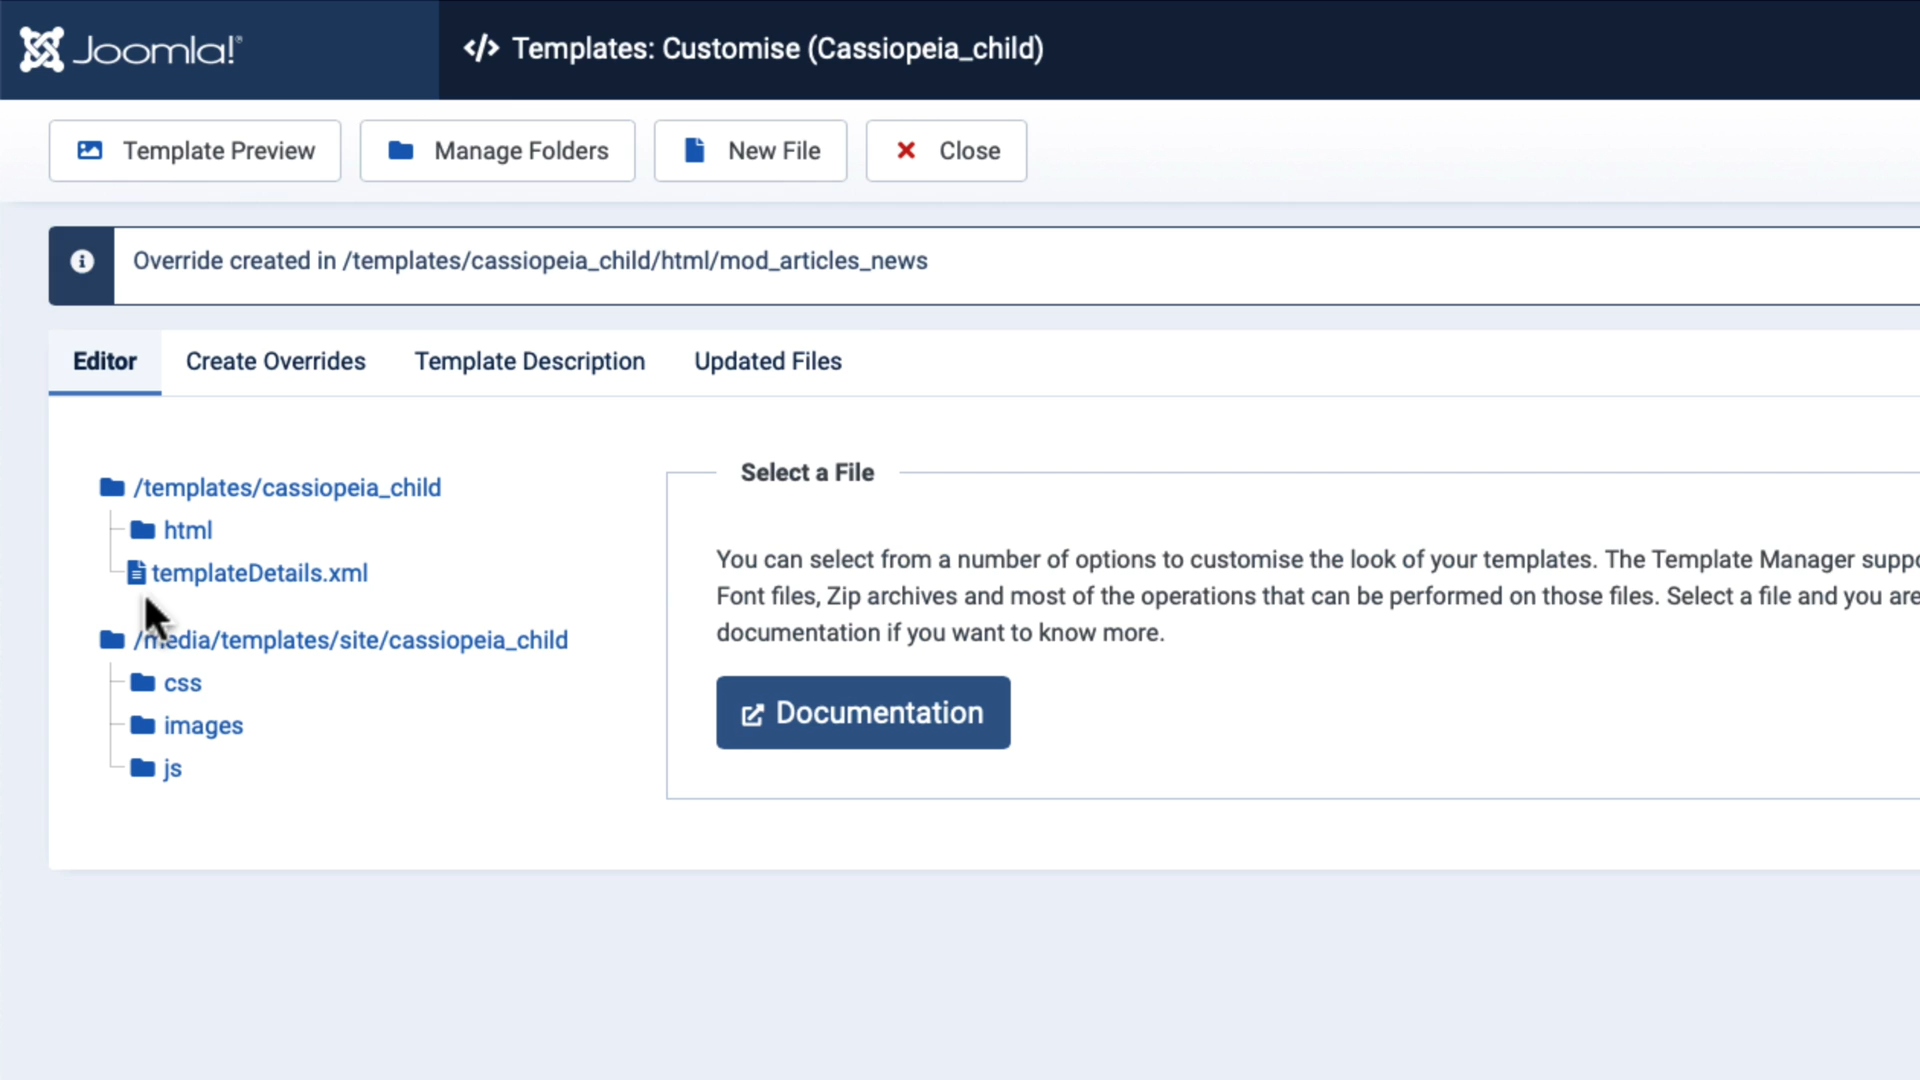 Joomla!®
</> Templates: Customise (Cassiopeia_child)
Template Preview
Manage Folders
New File
Close
Override created in /templates/cassiopeia_child/html/mod_articles_news
Editor
Create Overrides
Template Description
Updated Files
/templates/cassiopeia_child
html
templateDetails.xml
/media/templates/site/cassiopeia_child
css
images
js
Select a File
You can select from a number of options to customise the look of your templates. The Template Manager suppo
Font files, Zip archives and most of the operations that can be performed on those files. Select a file and you are
documentation if you want to know more.
Documentation